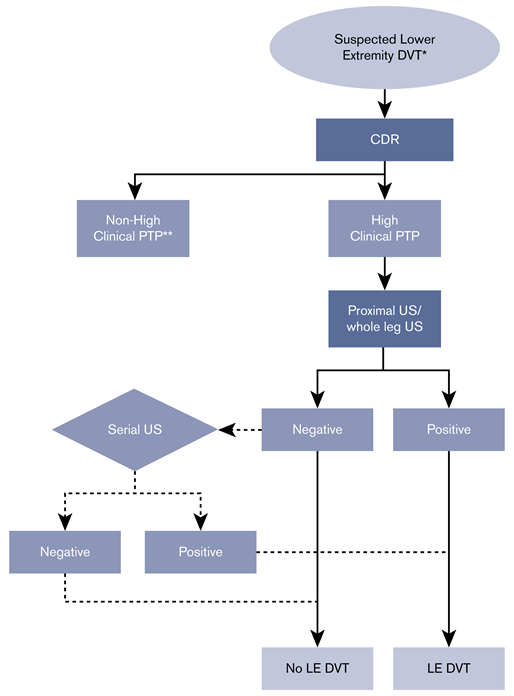 Suspected Lower
Extremity DVT*
CDR
Non-High
Clinical PTP**
High
Clinical PTP
Proximal US/
whole leg US
Serial US
Negative
Positive
Negative
Positive
No LE DVT
LE DVT